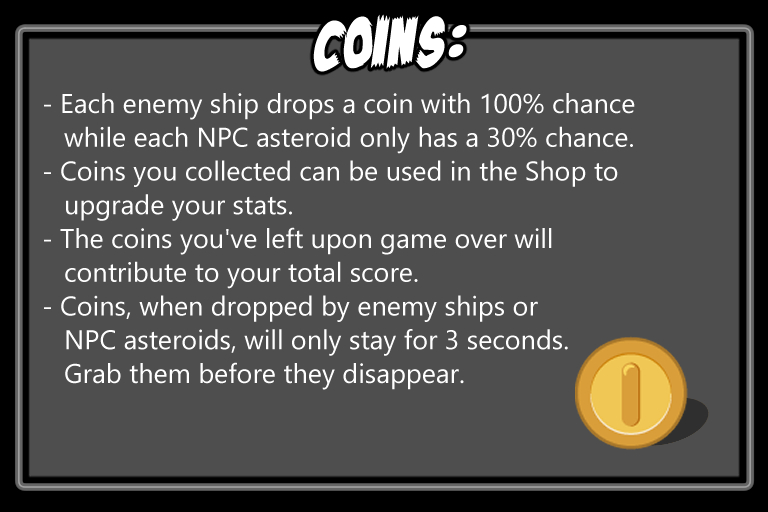 COINS:
- Each enemy ship drops a coin with 100% chance
while each NPC asteroid only has a 30% chance.
- Coins you collected can be used in the Shop to
upgrade your stats.
- The coins you've left upon game over will
contribute to your total score.
- Coins, when dropped by enemy ships or
NPC asteroids, will only stay for 3 seconds.
Grab them before they disappear.